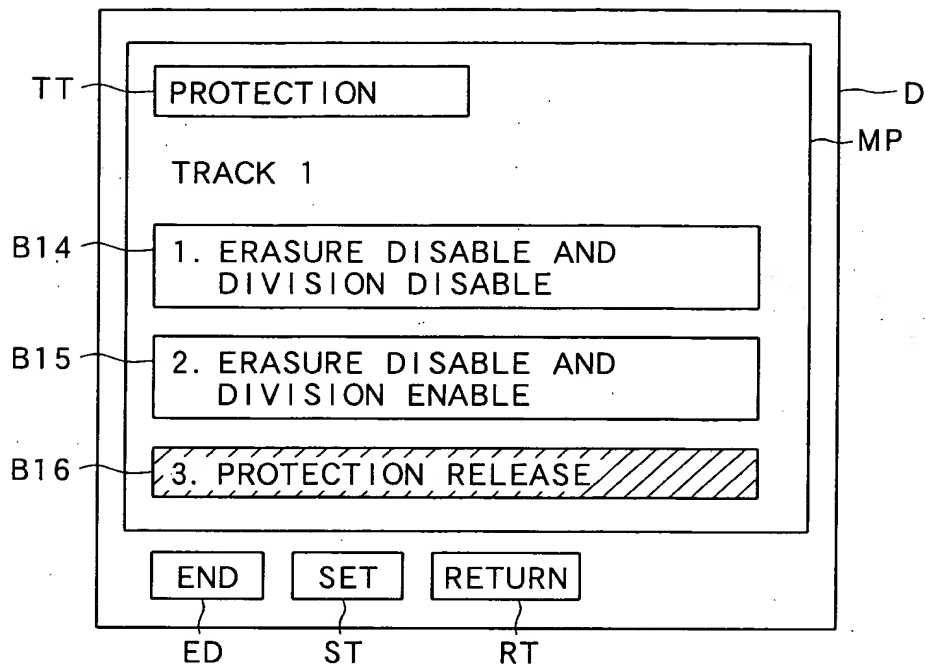 TT
PROTECTION
D
MP
TRACK 1
B14
1. ERASURE DISABLE AND
DIVISION DISABLE
B15
2. ERASURE DISABLE AND
DIVISION ENABLE
B16
3. PROTECTION RELEASE
END SET RETURN
ED ST RT